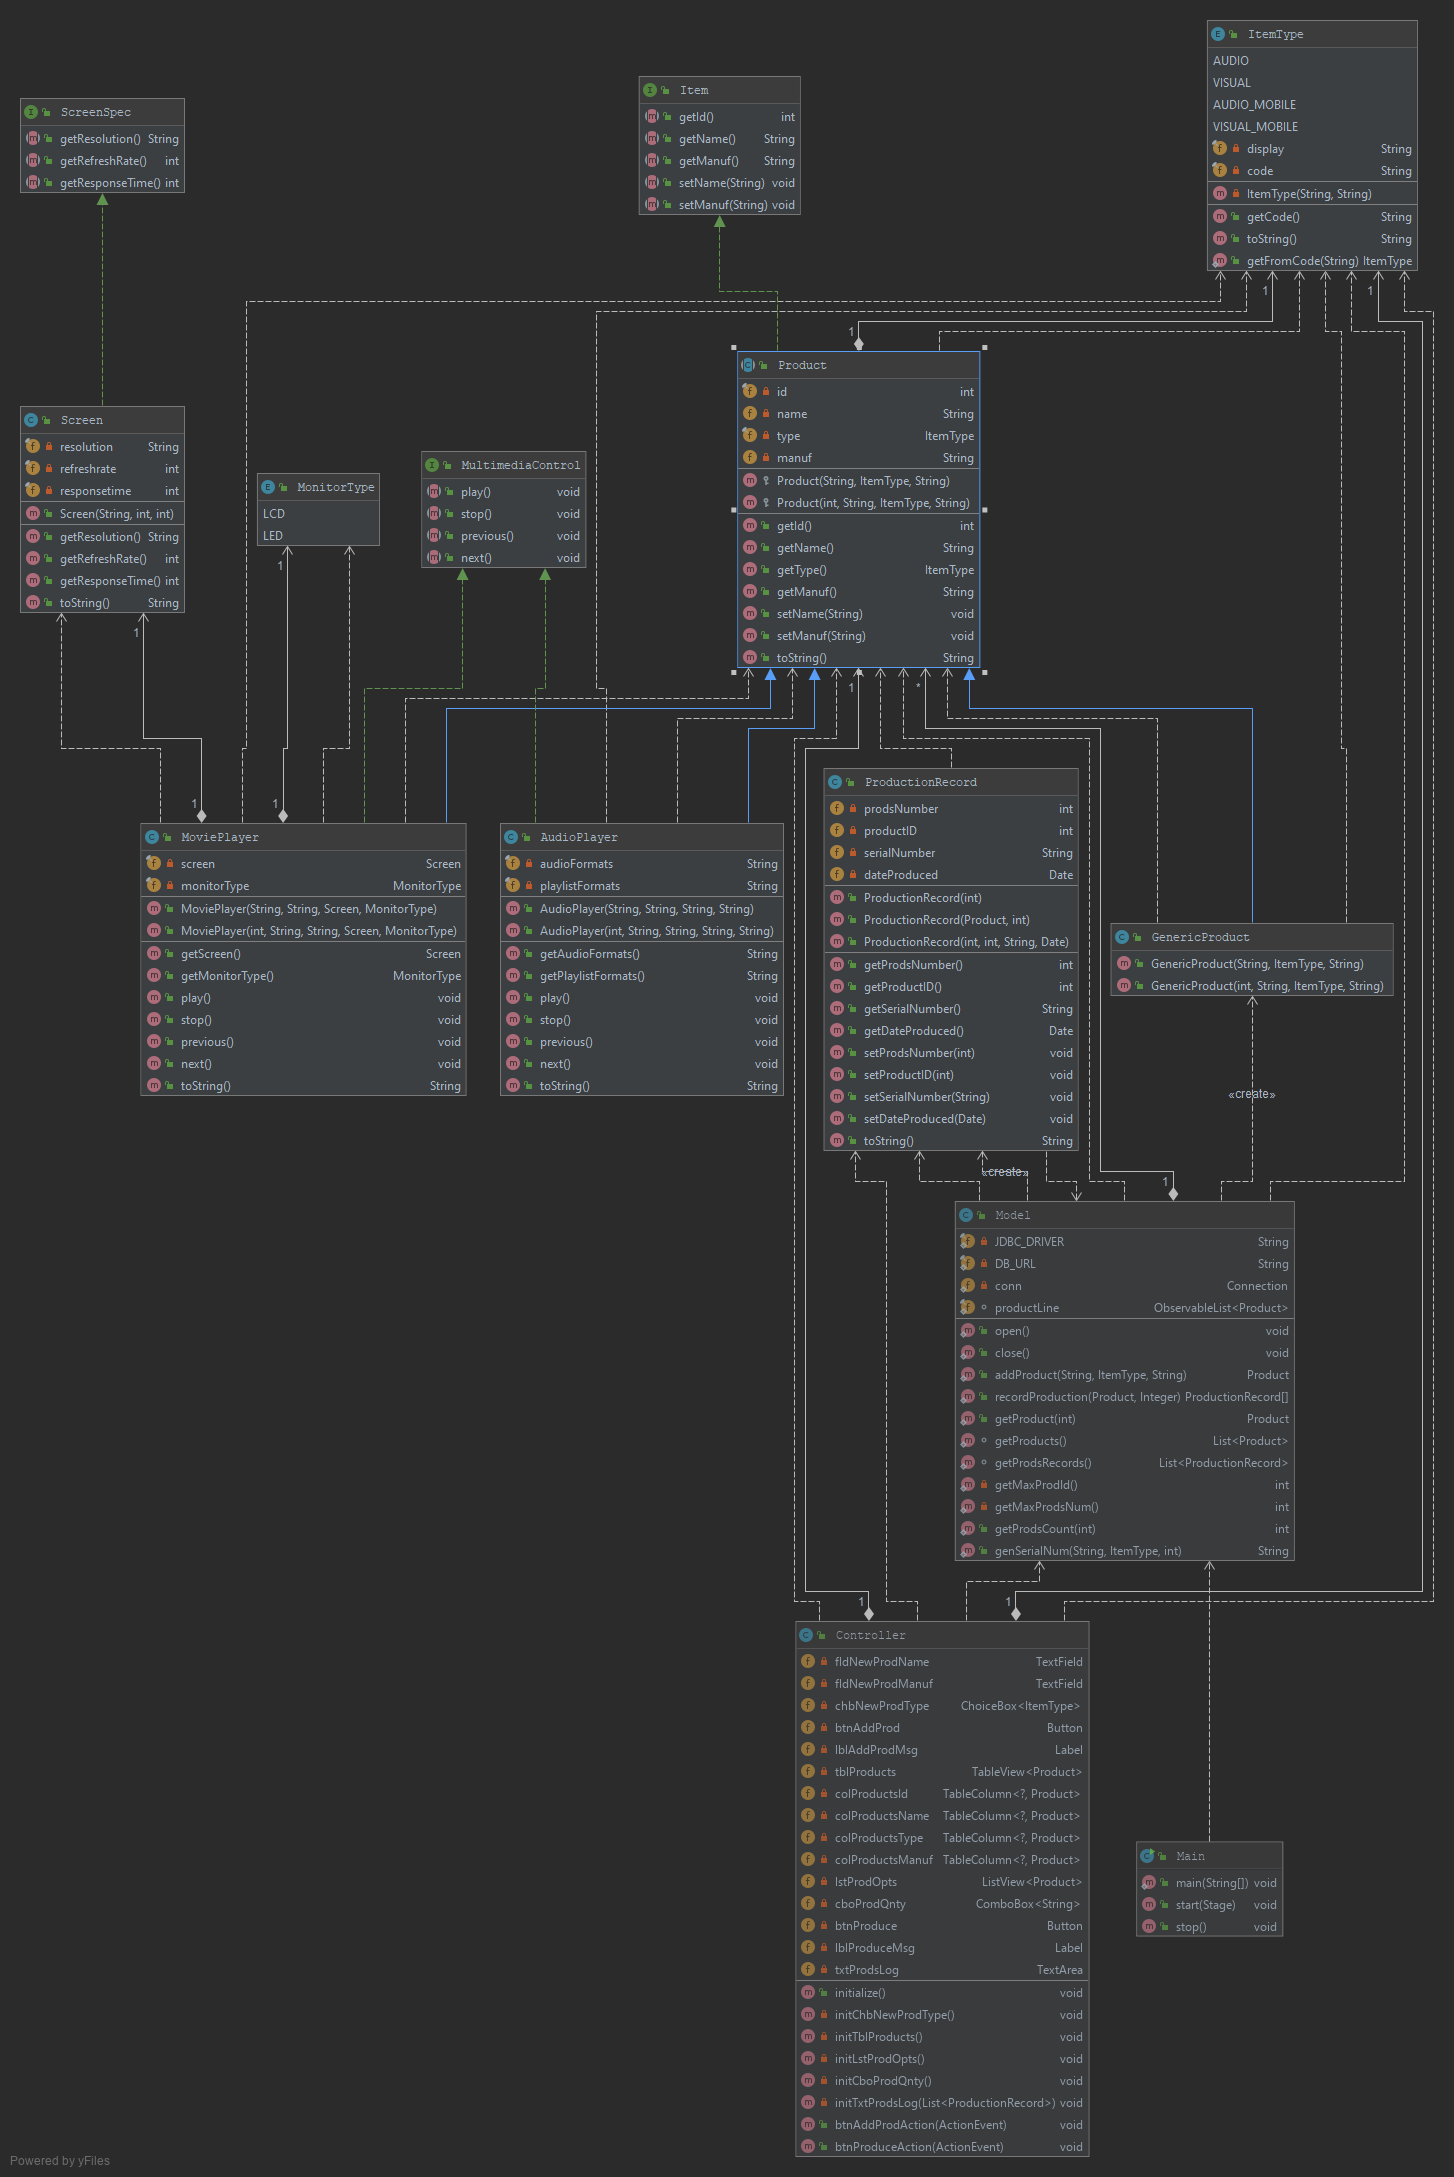 ItemType
AUDIO
VISUAL
AUDIO_MOBILE
VISUAL_MOBILE
display String
code String
ItemType(String, String)
getCode() String
toString() String
getFromCode(String) ItemType
1
1
Item
getId() int
getName() String
getManuf() String
setName(String) void
setManuf(String) void
ScreenSpec
getResolution() String
getRefreshRate() int
getResponseTime() int
1
Product
id int
name String
type ItemType
manuf String
Product(String, ItemType, String)
Product(int, String, ItemType, String)
getId() int
getName() String
getType() ItemType
getManuf() String
setName(String) void
setManuf(String) void
toString() String
1
*
Screen
resolution String
refreshrate int
responsetime int
Screen(String, int, int)
getResolution() String
getRefreshRate() int
getResponseTime() int
toString() String
1
MonitorType
LCD
LED
1
MultimediaControl
play() void
stop() void
previous() void
next() void
1
1
MoviePlayer
screen Screen
monitorType MonitorType
MoviePlayer(String, String, Screen, MonitorType)
MoviePlayer(int, String, String, Screen, MonitorType)
getScreen() Screen
getMonitorType() MonitorType
play() void
stop() void
previous() void
next() void
toString() String
AudioPlayer
audioFormats String
playlistFormats String
AudioPlayer(String, String, String, String)
AudioPlayer(int, String, String, String, String)
getAudioFormats() String
getPlaylistFormats() String
play() void
stop() void
previous() void
next() void
toString() String
ProductionRecord
prodsNumber int
productID int
serialNumber String
dateProduced Date
ProductionRecord(int)
ProductionRecord(Product, int)
ProductionRecord(int, int, String, Date)
getProdsNumber() int
getProductID() int
getSerialNumber() String
getDateProduced() Date
setProdsNumber(int) void
setProductID(int) void
setSerialNumber(String) void
setDateProduced(Date) void
toString() String
GenericProduct
GenericProduct(String, ItemType, String)
GenericProduct(int, String, ItemType, String)
«create»
«create»
1
Model
JDBC_DRIVER String
DB_URL String
conn Connection
productLine ObservableList<Product>
open() void
close() void
addProduct(String, ItemType, String) Product
recordProduction(Product, Integer) ProductionRecord[]
getProduct(int) Product
getProducts() List<Product>
getProdsRecords() List<ProductionRecord>
getMaxProdId() int
getMaxProdsNum() int
getProdsCount(int) int
genSerialNum(String, ItemType, int) String
1
1
Controller
fldNewProdName TextField
fldNewProdManuf TextField
chbNewProdType ChoiceBox<ItemType>
btnAddProd Button
lblAddProdMsg Label
tblProducts TableView<Product>
colProductsId TableColumn<?, Product>
colProductsName TableColumn<?, Product>
colProductsType TableColumn<?, Product>
colProductsManuf TableColumn<?, Product>
lstProdOpts ListView<Product>
cboProdQnty ComboBox<String>
btnProduce Button
lblProduceMsg Label
txtProdsLog TextArea
initialize() void
initChbNewProdType() void
initTblProducts() void
initLstProdOpts() void
initCboProdQnty() void
initTxtProdsLog(List<ProductionRecord>) void
btnAddProdAction(ActionEvent) void
btnProduceAction(ActionEvent) void
Main
main(String[]) void
start(Stage) void
stop() void
Powered by yFiles